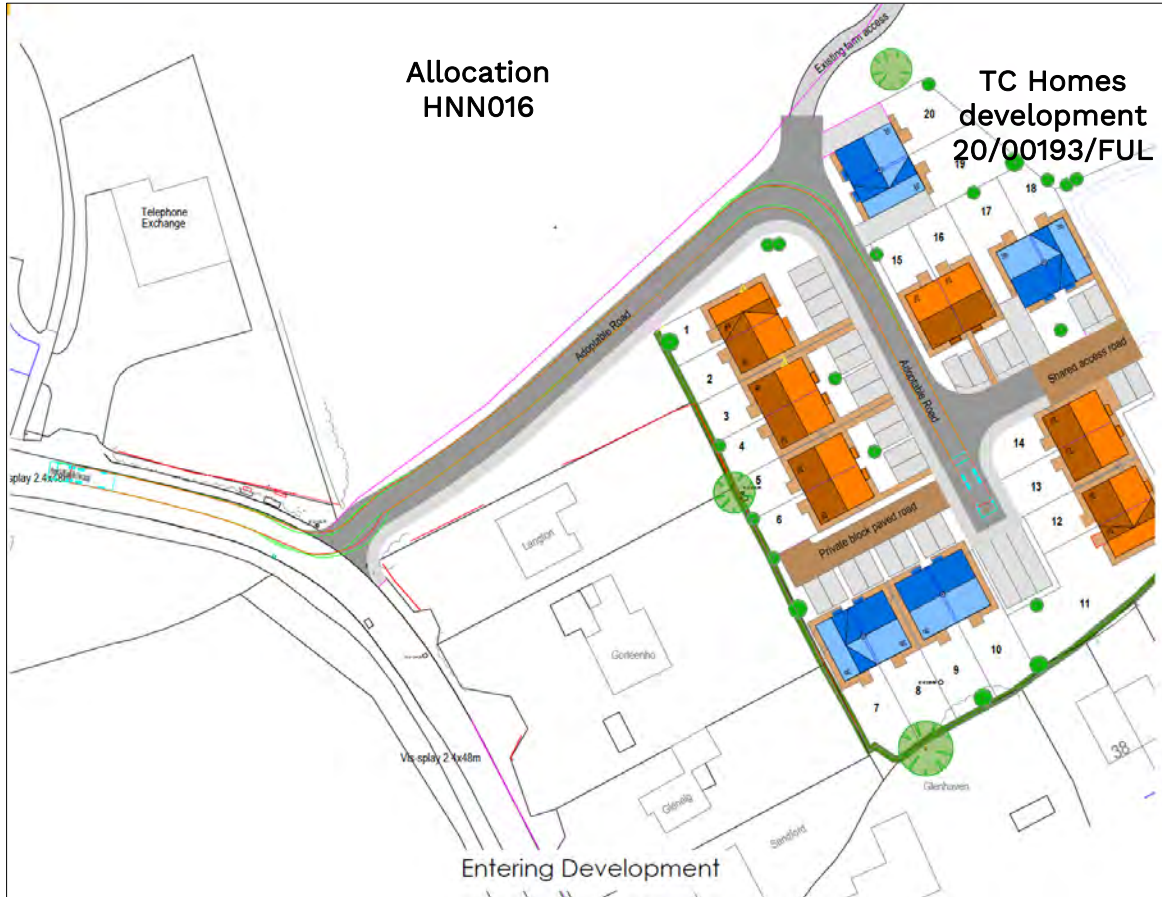 Existing farm access
Allocation
HNN016
TC Homes
development
20/00193/FUL
20
19
18
17
16
15
Telephone
Exchange
Adoptable Road
1
2
3
4
5
6
Adoptable Road
Shared access road
14
13
12
11
splay 2.4x48m
Langton
Private block paved road
Gorteenho
10
9
8
7
38
Vis-splay 2.4x48m
Glenhaven
Glenelg
Sandford
Entering Development